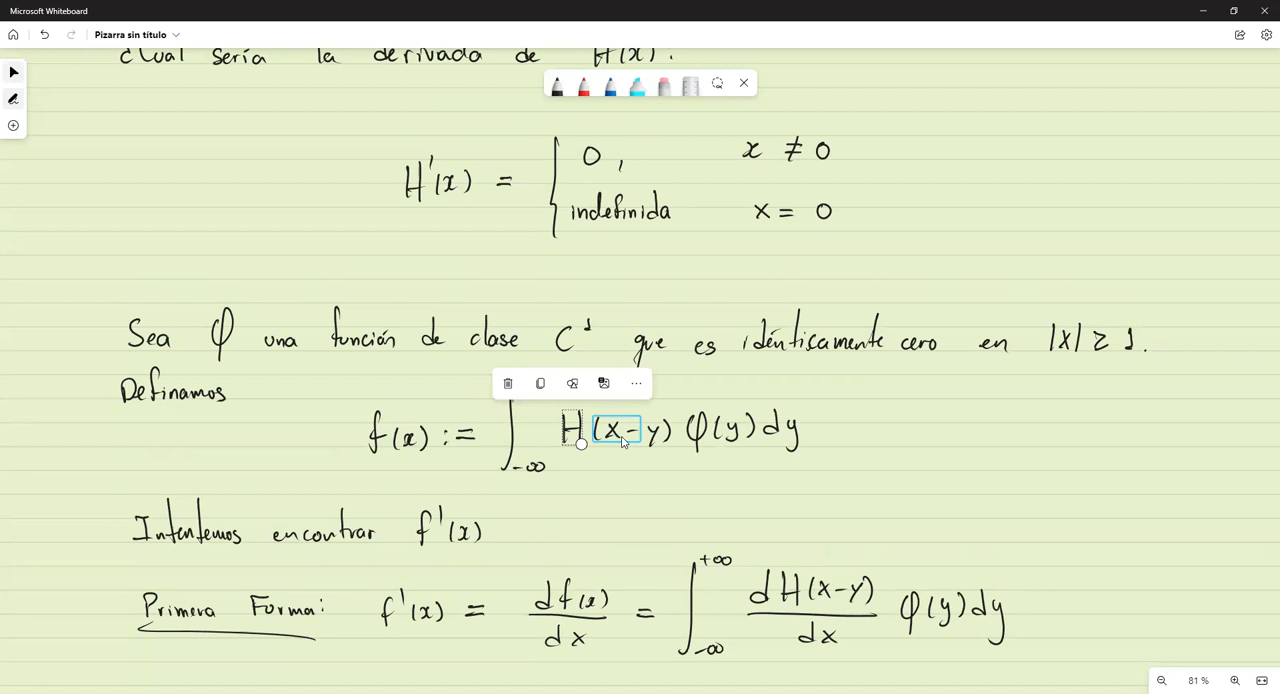 Microsoft Whiteboard
Pizarra sin título
cual sería la derivada de H(x).
H'(x) = { 0, x ≠ 0
indefinida x = 0
Sea φ una función de clase C¹ que es idénticamente cero en |x| ≥ 1.
Definamos
f(x) := ∫_{-∞} H(x-y) φ(y) dy
Intentemos encontrar f'(x)
Primera Forma: f'(x) = df(x)/dx = ∫_{-∞}^{+∞} dH(x-y)/dx φ(y) dy
81 %